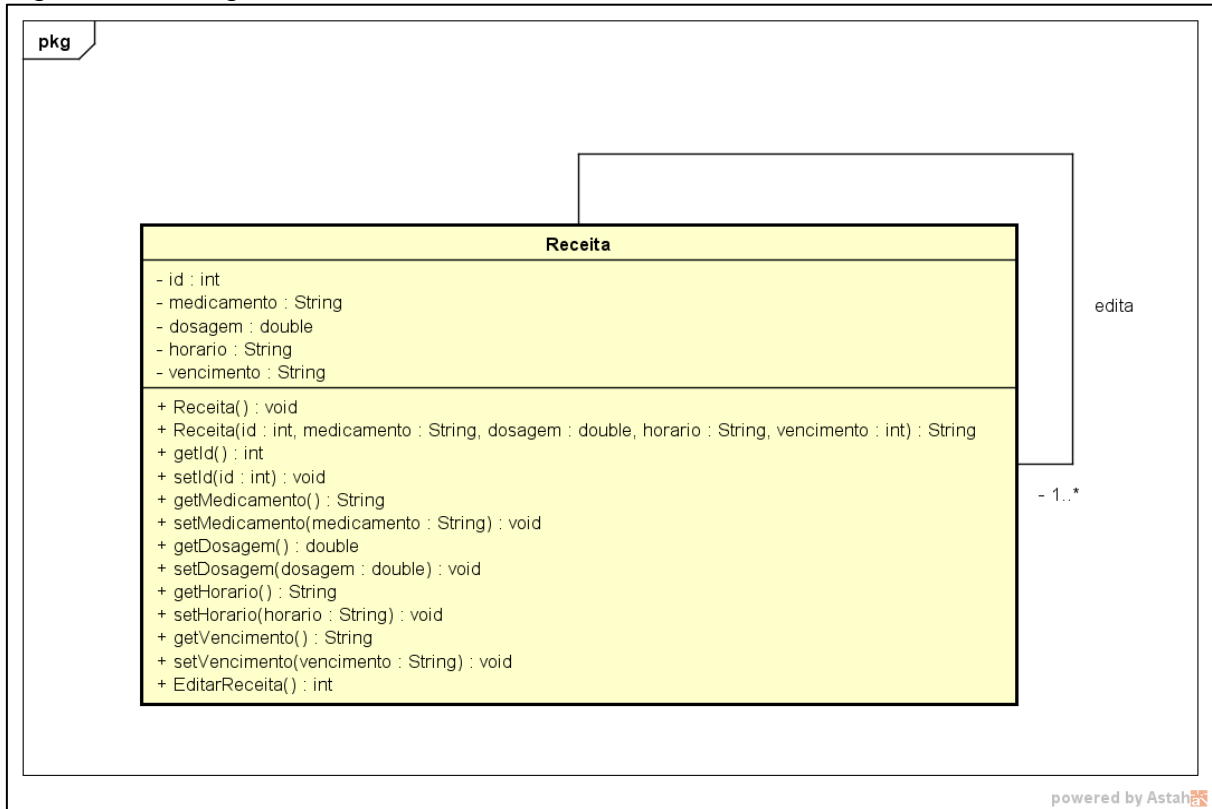 pkg
Receita
- id : int
- medicamento : String
- dosagem : double
- horario : String
- vencimento : String
+ Receita() : void
+ Receita(id : int, medicamento : String, dosagem : double, horario : String, vencimento : int) : String
+ getId() : int
+ setId(id : int) : void
+ getMedicamento() : String
+ setMedicamento(medicamento : String) : void
+ getDosagem() : double
+ setDosagem(dosagem : double) : void
+ getHorario() : String
+ setHorario(horario : String) : void
+ getVencimento() : String
+ setVencimento(vencimento : String) : void
+ EditarReceita() : int
edita
- 1..*
powered by Astah